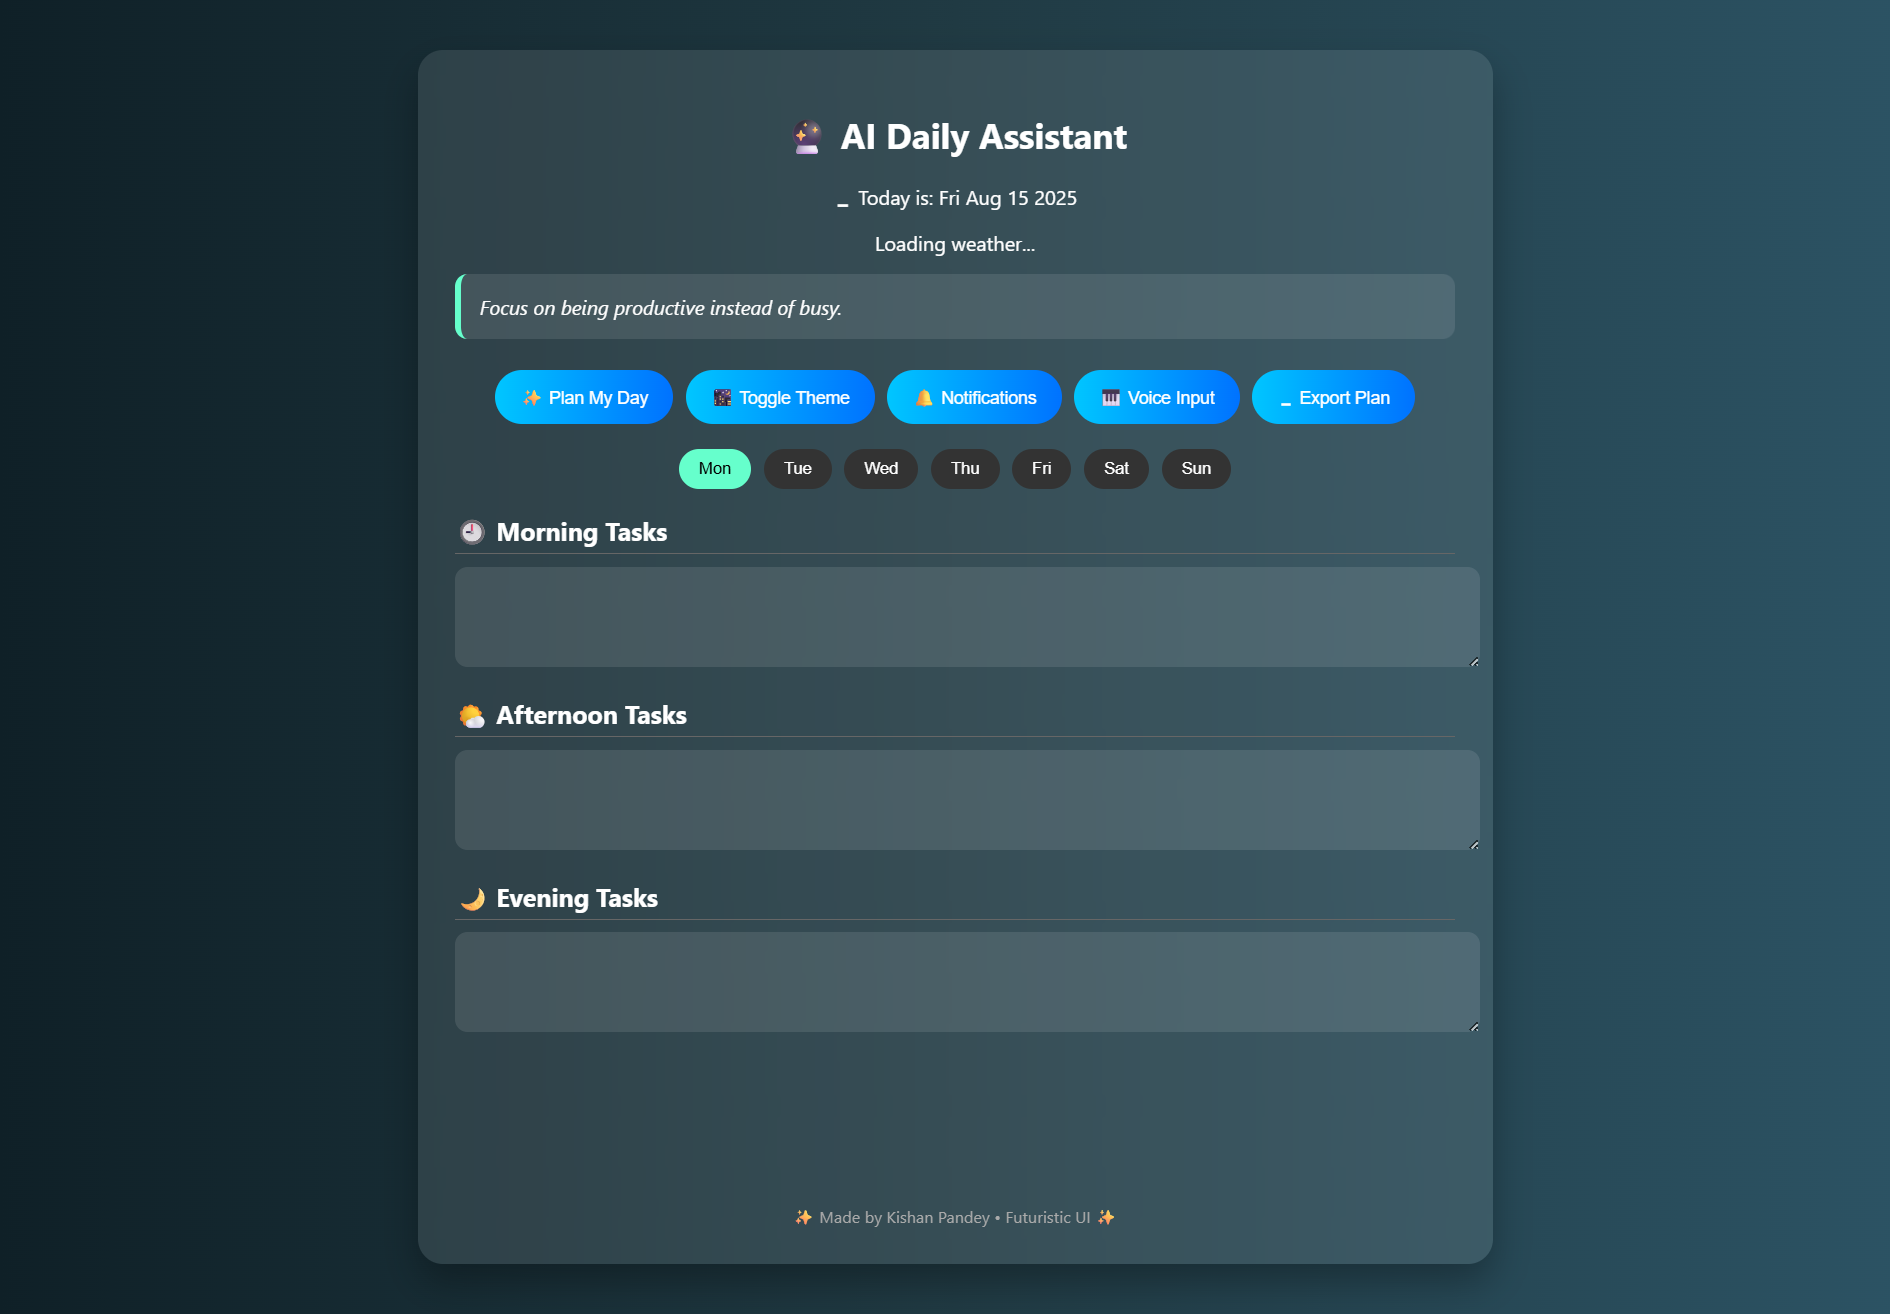 🔮 AI Daily Assistant
_ Today is: Fri Aug 15 2025
Loading weather...
Focus on being productive instead of busy.
✨ Plan My Day 🎆 Toggle Theme 🔔 Notifications 🎹 Voice Input _ Export Plan
Mon Tue Wed Thu Fri Sat Sun
🕘 Morning Tasks
🌤️ Afternoon Tasks
🌙 Evening Tasks
✨ Made by Kishan Pandey • Futuristic UI ✨